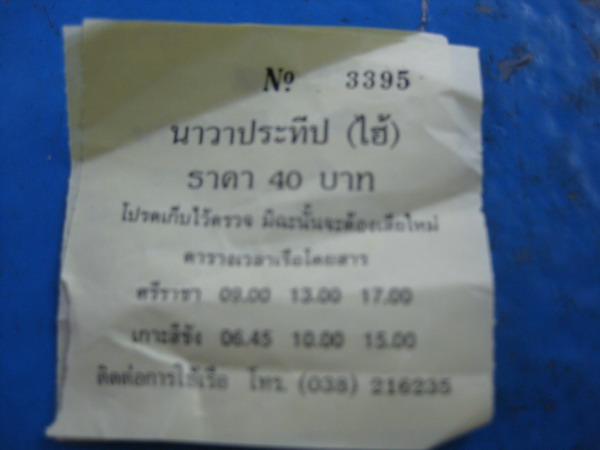 No 3395
นาวาประทีป (ไฮ้)
ราคา 40 บาท
โปรดเก็บไว้ตรวจ มิฉะนั้นจะต้องเสียใหม่
ตารางเวลาเรือโดยสาร
ศรีราชา 09.00 13.00 17.00
เกาะสีชัง 06.45 10.00 15.00
ติดต่อการใช้เรือ โทร. (038) 216235